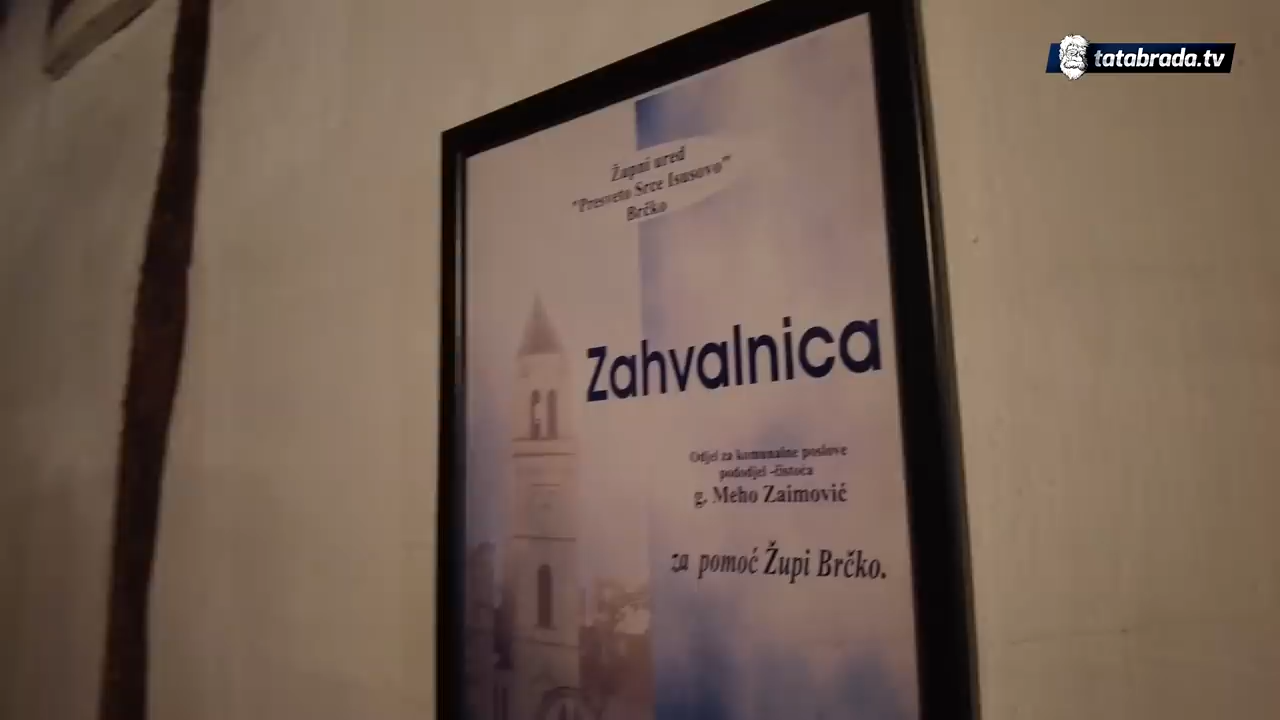 tatabrada.tv
Župni ured
"Presveto Srce Isusovo"
Brčko
Zahvalnica
Odjel za komunalne poslove
pododjel -čistoća
g. Meho Zaimović
za pomoć Župi Brčko.